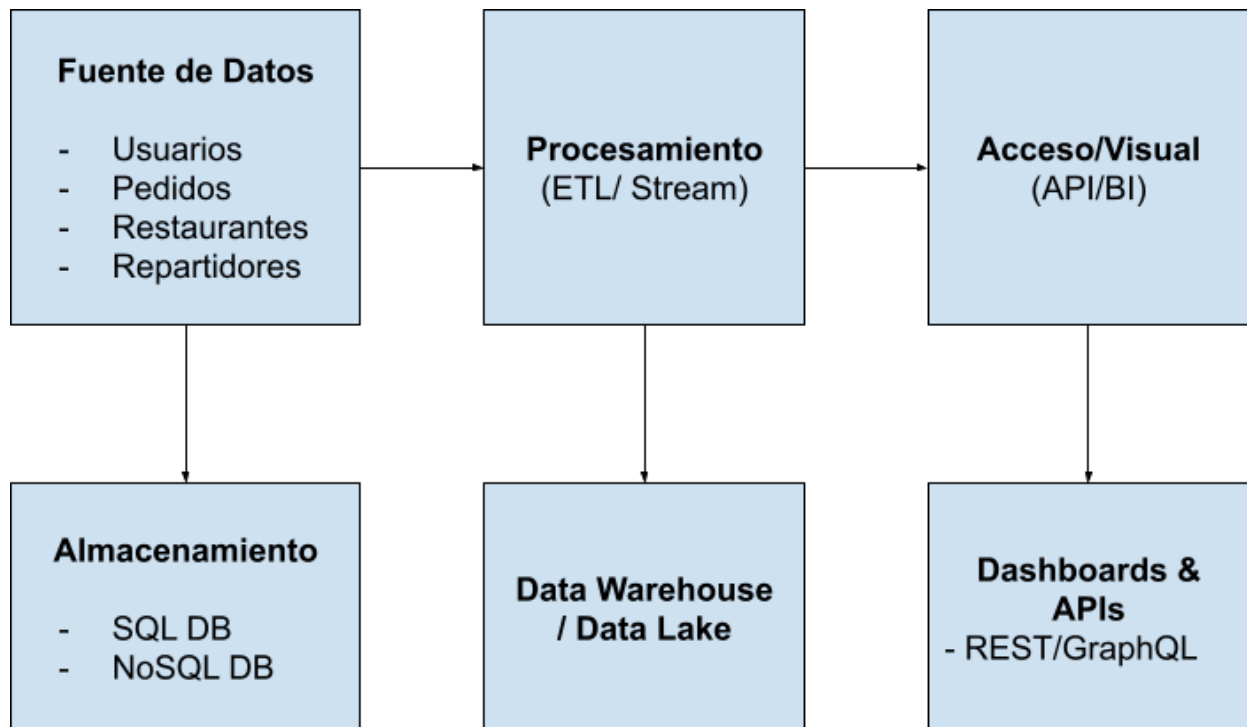 Fuente de Datos
- Usuarios
- Pedidos
- Restaurantes
- Repartidores
Procesamiento
(ETL/ Stream)
Acceso/Visual
(API/BI)
Almacenamiento
- SQL DB
- NoSQL DB
Data Warehouse
/ Data Lake
Dashboards &
APIs
- REST/GraphQL